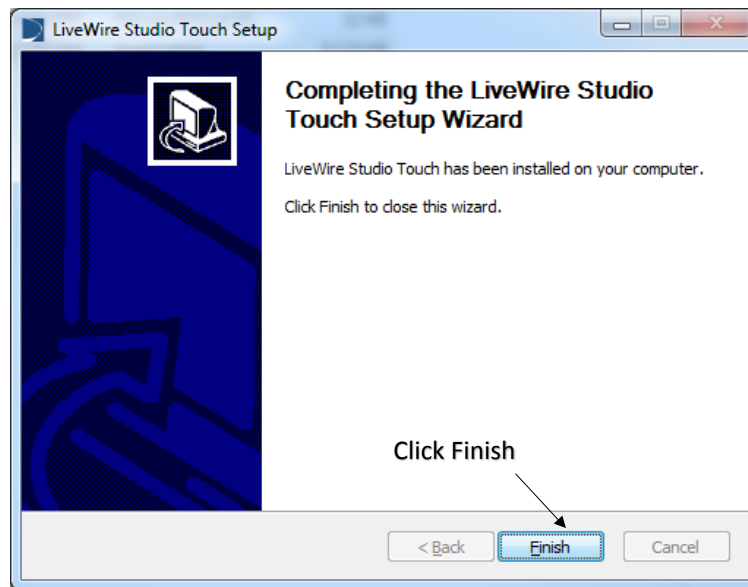 LiveWire Studio Touch Setup
Completing the LiveWire Studio
Touch Setup Wizard
LiveWire Studio Touch has been installed on your computer.
Click Finish to close this wizard.
Click Finish
< Back
Finish
Cancel